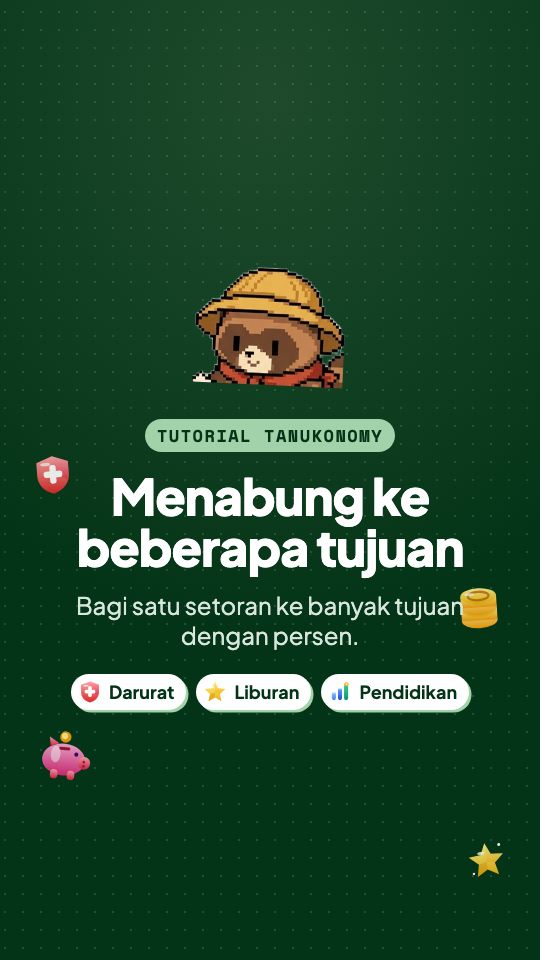 TUTORIAL TANUKONOMY
Menabung ke
beberapa tujuan
Bagi satu setoran ke banyak tujuan
dengan persen.
Darurat Liburan Pendidikan